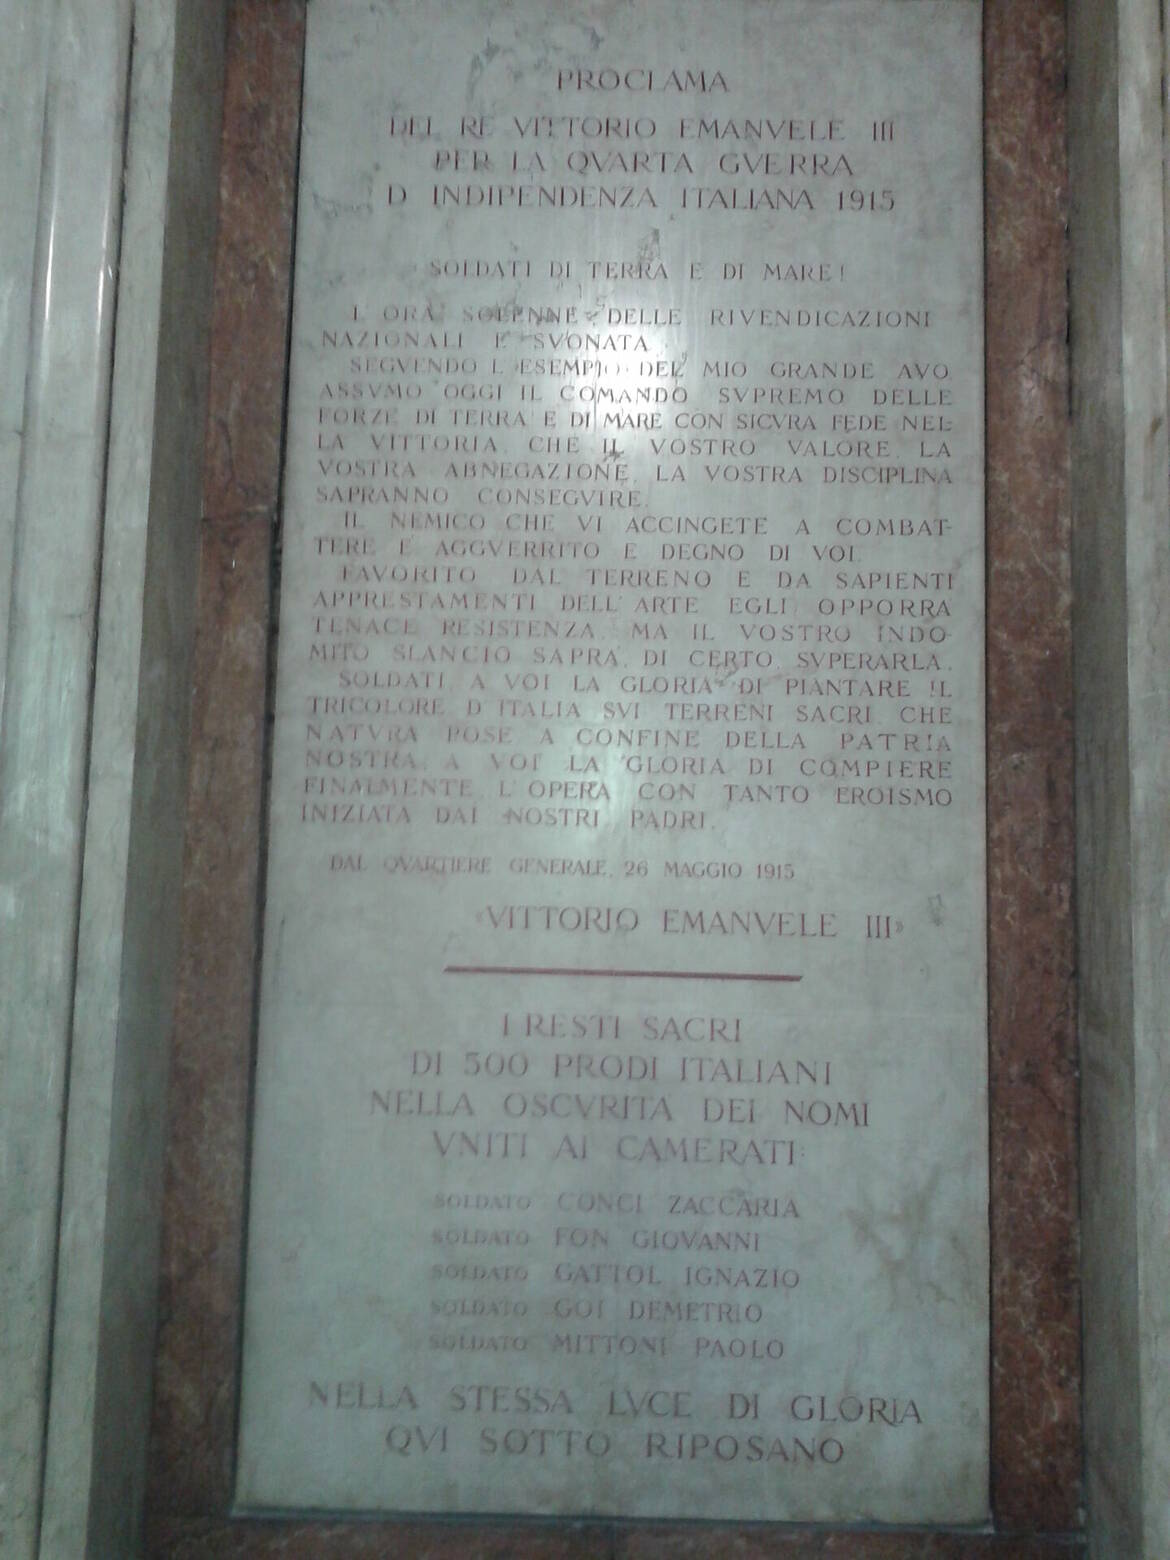 PROCLAMA
DEL RE VITTORIO EMANVELE III
PER LA QVARTA GVERRA
D INDIPENDENZA ITALIANA 1915
SOLDATI DI TERRA E DI MARE!
L ORA SOLENNE DELLE RIVENDICAZIONI
NAZIONALI E' SVONATA.
SEGVENDO L'ESEMPIO DEL MIO GRANDE AVO
ASSVMO OGGI IL COMANDO SVPREMO DELLE
FORZE DI TERRA E DI MARE CON SICVRA FEDE NEL-
LA VITTORIA, CHE IL VOSTRO VALORE, LA
VOSTRA ABNEGAZIONE, LA VOSTRA DISCIPLINA
SAPRANNO CONSEGVIRE.
IL NEMICO CHE VI ACCINGETE A COMBAT-
TERE E' AGGVERRITO E DEGNO DI VOI.
FAVORITO DAL TERRENO E DA SAPIENTI
APPRESTAMENTI DELL'ARTE EGLI OPPORRA
TENACE RESISTENZA, MA IL VOSTRO INDO-
MITO SLANCIO SAPRA', DI CERTO, SVPERARLA.
SOLDATI, A VOI LA GLORIA DI PIANTARE IL
TRICOLORE D'ITALIA SVI TERRENI SACRI CHE
NATVRA POSE A CONFINE DELLA PATRIA
NOSTRA. A VOI LA GLORIA DI COMPIERE
FINALMENTE L'OPERA CON TANTO EROISMO
INIZIATA DAI NOSTRI PADRI.
DAL QVARTIERE GENERALE, 26 MAGGIO 1915
«VITTORIO EMANVELE III»
I RESTI SACRI
DI 500 PRODI ITALIANI
NELLA OSCVRITA DEI NOMI
VNITI AI CAMERATI:
SOLDATO CONCI ZACCARIA
SOLDATO FON GIOVANNI
SOLDATO GATTOL IGNAZIO
SOLDATO GOI DEMETRIO
SOLDATO MITTONI PAOLO
NELLA STESSA LVCE DI GLORIA
QVI SOTTO RIPOSANO